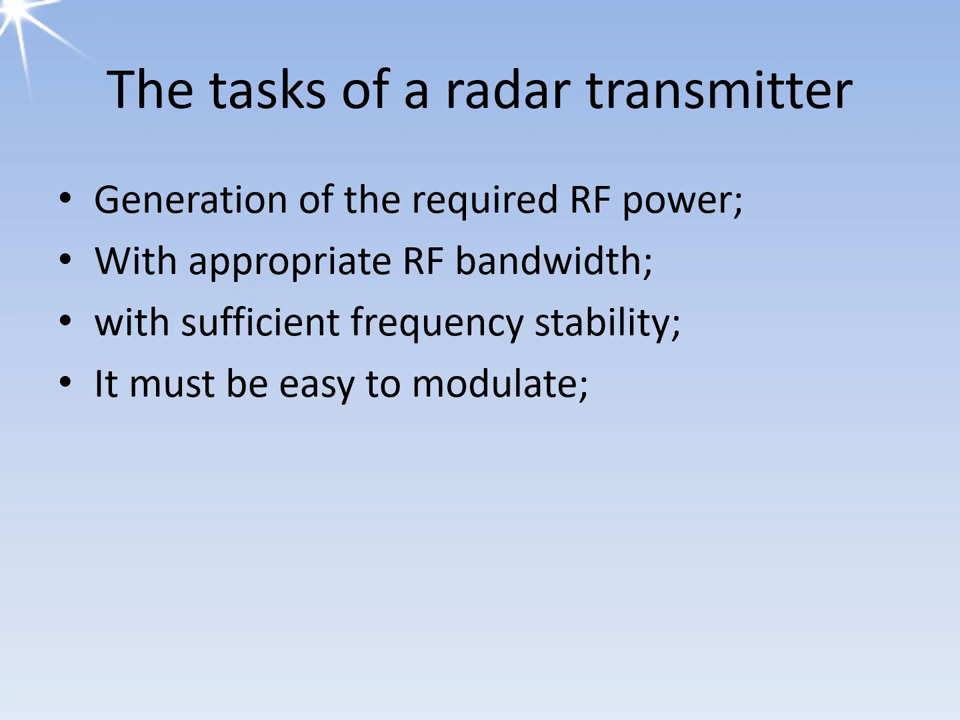 The tasks of a radar transmitter
• Generation of the required RF power;
• With appropriate RF bandwidth;
• with sufficient frequency stability;
• It must be easy to modulate;